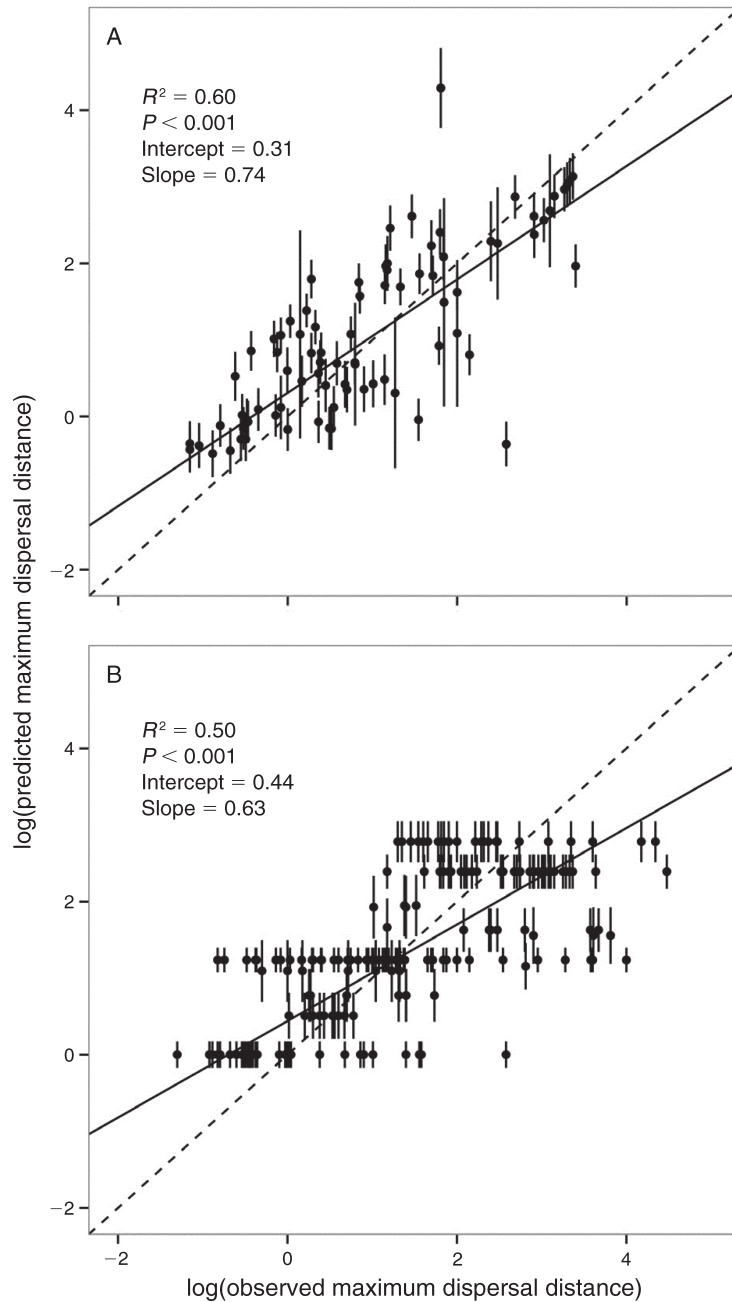 A
R² = 0.60
P < 0.001
Intercept = 0.31
Slope = 0.74
4
2
0
−2
B
R² = 0.50
P < 0.001
Intercept = 0.44
Slope = 0.63
4
2
0
−2
−2 0 2 4
log(observed maximum dispersal distance)
log(predicted maximum dispersal distance)